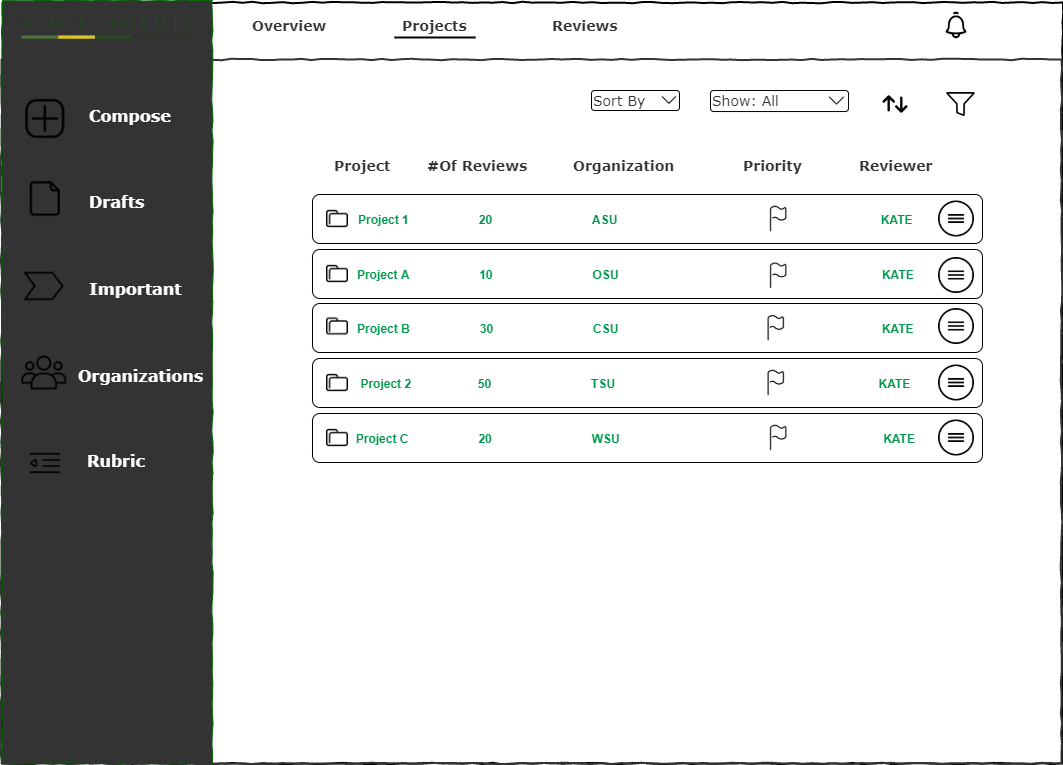 eLM ACADEMIC
Overview Projects Reviews
Compose
Drafts
Important
Organizations
Rubric
Sort By Show: All
Project #Of Reviews Organization Priority Reviewer
Project 1 20 ASU KATE
Project A 10 OSU KATE
Project B 30 CSU KATE
Project 2 50 TSU KATE
Project C 20 WSU KATE